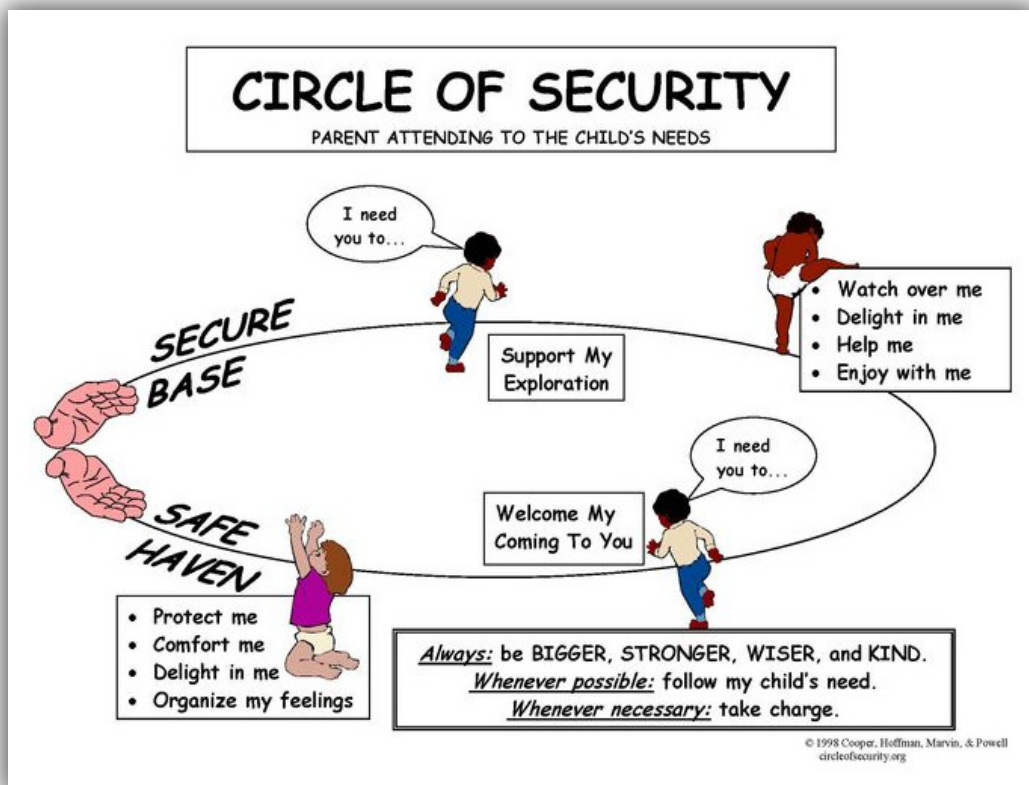 CIRCLE OF SECURITY
PARENT ATTENDING TO THE CHILD'S NEEDS
I need
you to...
SECURE
BASE
Support My
Exploration
• Watch over me
• Delight in me
• Help me
• Enjoy with me
I need
you to...
Welcome My
Coming To You
SAFE
HAVEN
• Protect me
• Comfort me
• Delight in me
• Organize my feelings
Always: be BIGGER, STRONGER, WISER, and KIND.
Whenever possible: follow my child's need.
Whenever necessary: take charge.
© 1998 Cooper, Hoffman, Marvin, & Powell
circleofsecurity.org